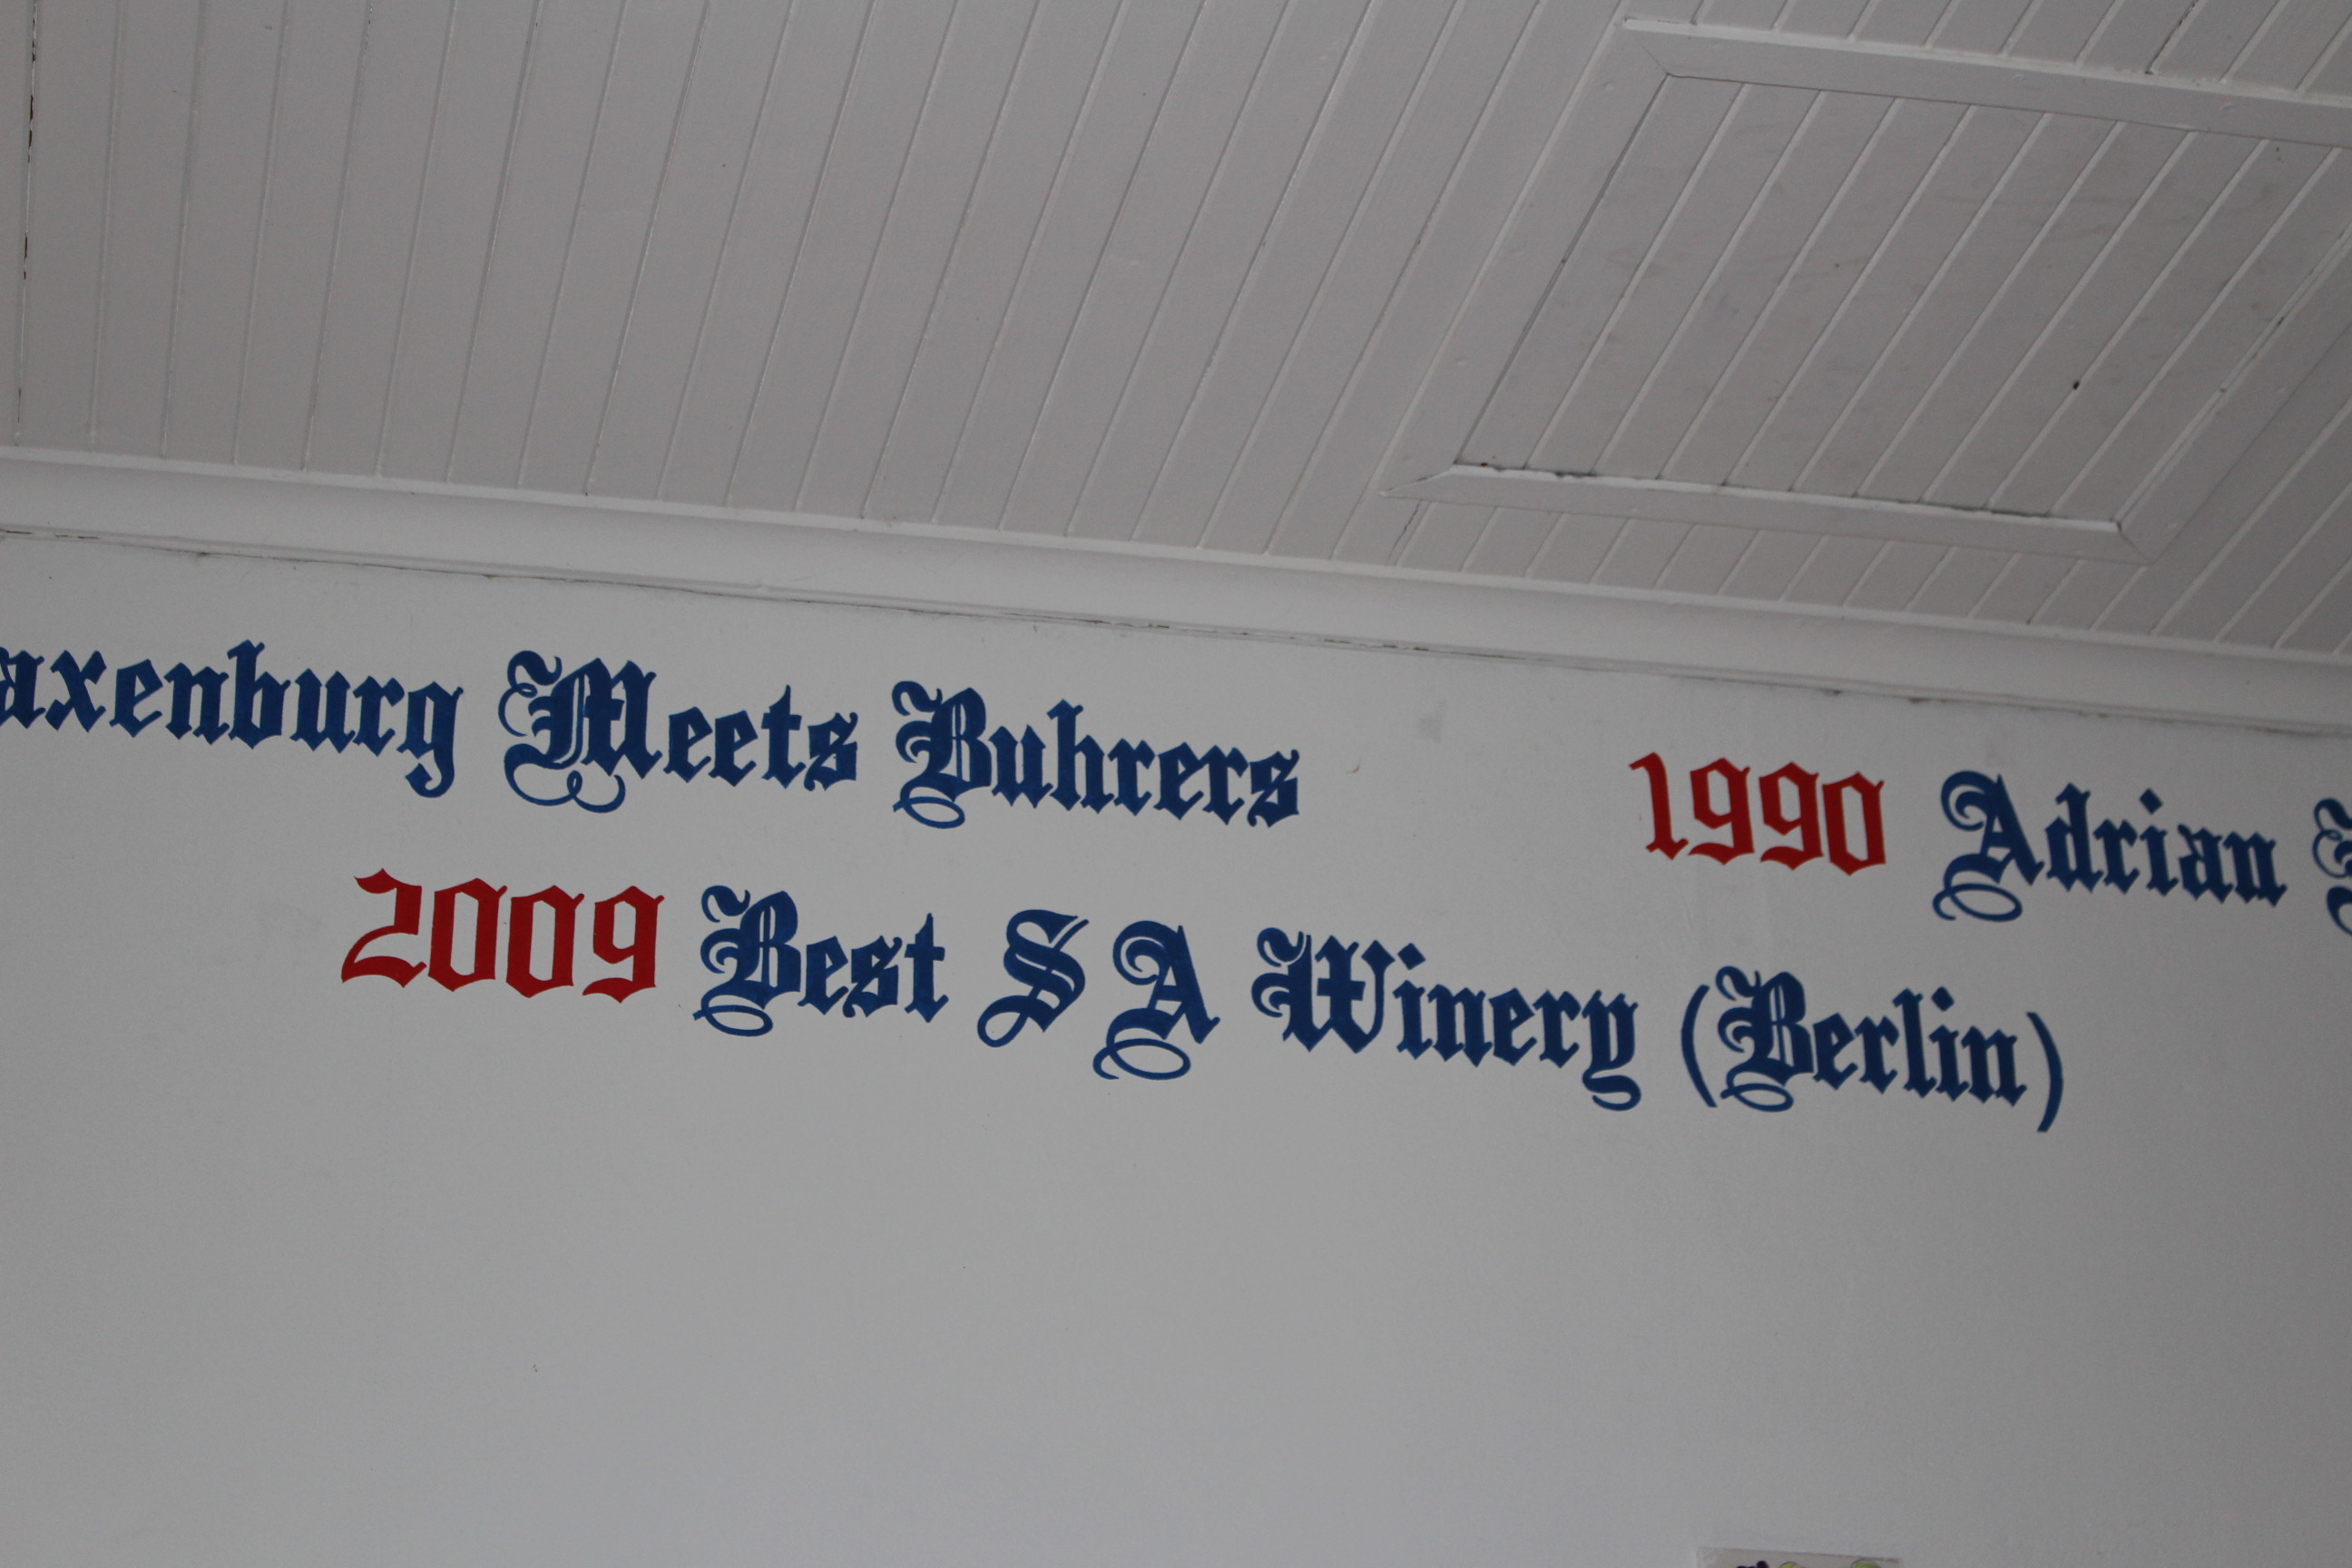 axenburg Meets Buhrers 1990 Adrian
2009 Best S A Winery (Berlin)